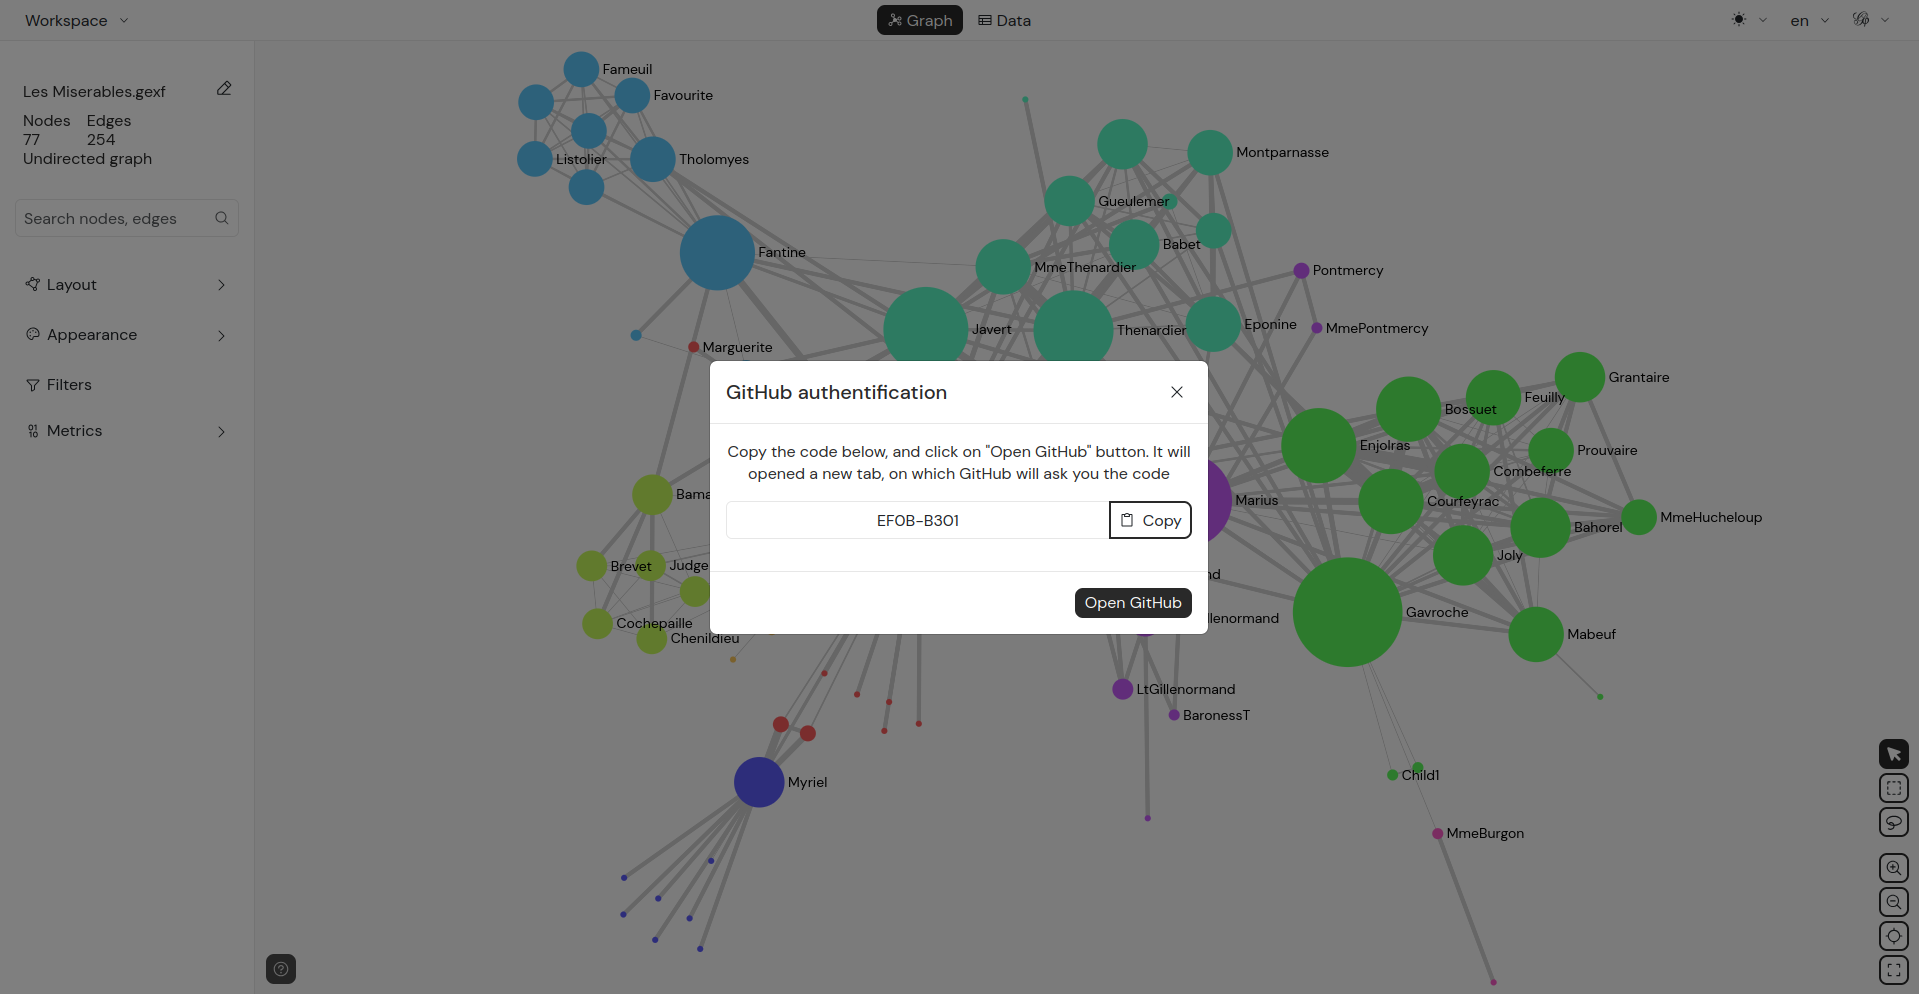 Workspace
Graph
Data
en
Les Miserables.gexf
Nodes Edges
77 254
Undirected graph
Search nodes, edges
Layout
Appearance
Filters
Metrics
Fameuil
Favourite
Listolier
Tholomyes
Montparnasse
Gueulemer
Babet
Fantine
MmeThenardier
Pontmercy
Javert
Thenardier
Eponine
MmePontmercy
Marguerite
Grantaire
Feuilly
Bossuet
Enjolras
Prouvaire
Combeferre
Courfeyrac
Marius
MmeHucheloup
Bahorel
Joly
Bama
Brevet
Judge
Cochepaille
Chenildieu
nd
llenormand
Gavroche
Mabeuf
LtGillenormand
BaronessT
Myriel
Child1
MmeBurgon
GitHub authentification
Copy the code below, and click on "Open GitHub" button. It will
opened a new tab, on which GitHub will ask you the code
EF0B-B301
Copy
Open GitHub